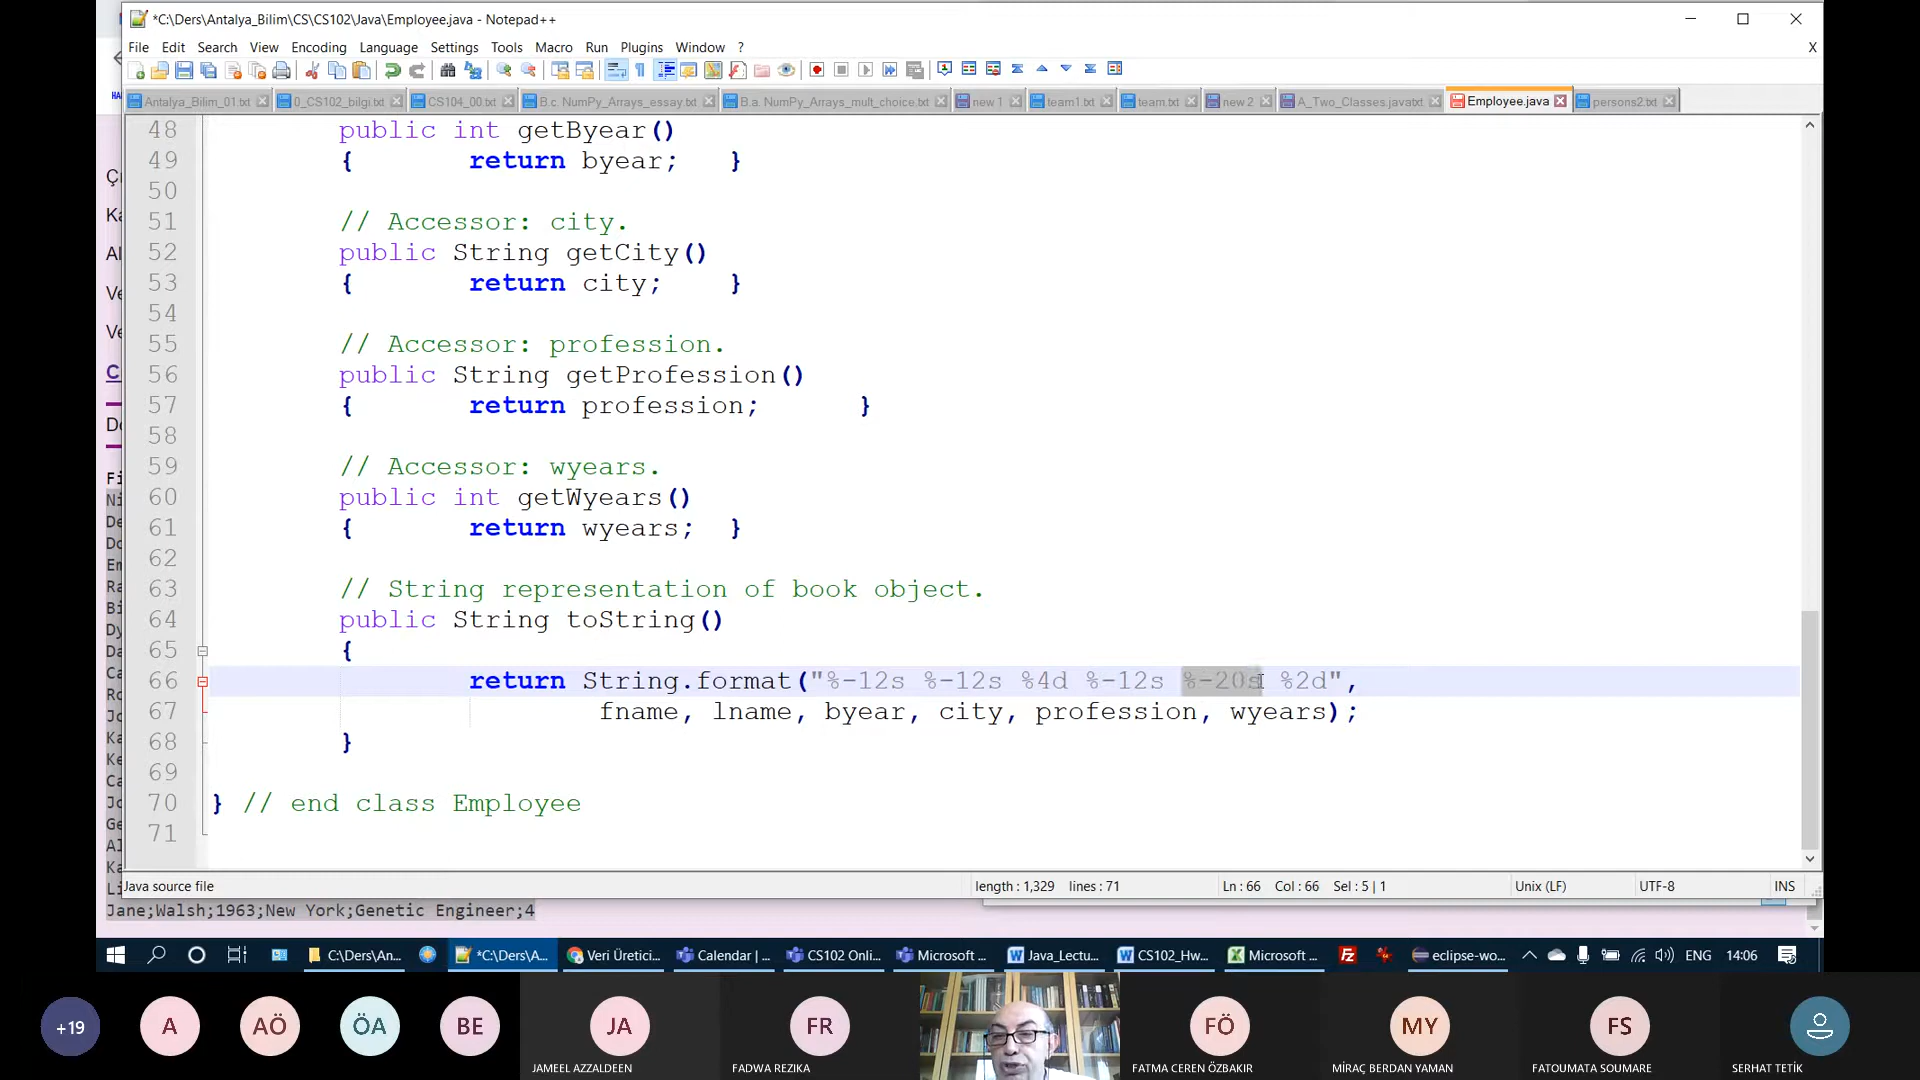 *C:\Ders\Antalya_Bilim\CS\CS102\Java\Employee.java - Notepad++
File Edit Search View Encoding Language Settings Tools Macro Run Plugins Window ? X
Antalya_Bilim_01.txt 0_CS102_bilgi.txt CS104_00.txt B.c. NumPy_Arrays_essay.txt B.a. NumPy_Arrays_mult_choice.txt new 1 team1.txt team.txt new 2 A_Two_Classes.javatxt Employee.java persons2.txt
48 public int getByear()
49 { return byear; }
50
51 // Accessor: city.
52 public String getCity()
53 { return city; }
54
55 // Accessor: profession.
56 public String getProfession()
57 { return profession; }
58
59 // Accessor: wyears.
60 public int getWyears()
61 { return wyears; }
62
63 // String representation of book object.
64 public String toString()
65 {
66 return String.format("%-12s %-12s %4d %-12s %-20s %2d",
67 fname, lname, byear, city, profession, wyears);
68 }
69
70 } // end class Employee
71
Java source file length : 1,329 lines : 71 Ln : 66 Col : 66 Sel : 5 | 1 Unix (LF) UTF-8 INS
Jane;Walsh;1963;New York;Genetic Engineer;4
C:\Ders\An... *C:\Ders\A... Veri Üretici... Calendar | ... CS102 Onli... Microsoft ... Java_Lectu... CS102_Hw... Microsoft ... eclipse-wo... ENG 14:06
+19 A AÖ ÖA BE JA FR FÖ MY FS
JAMEEL AZZALDEEN FADWA REZIKA FATMA CEREN ÖZBAKIR MİRAÇ BERDAN YAMAN FATOUMATA SOUMARE SERHAT TETİK